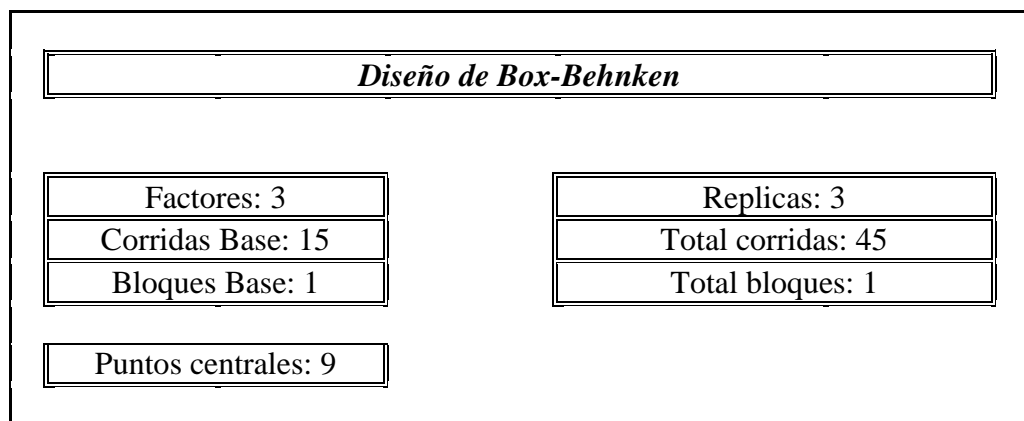 Diseño de Box-Behnken
Factores: 3
Replicas: 3
Corridas Base: 15
Total corridas: 45
Bloques Base: 1
Total bloques: 1
Puntos centrales: 9